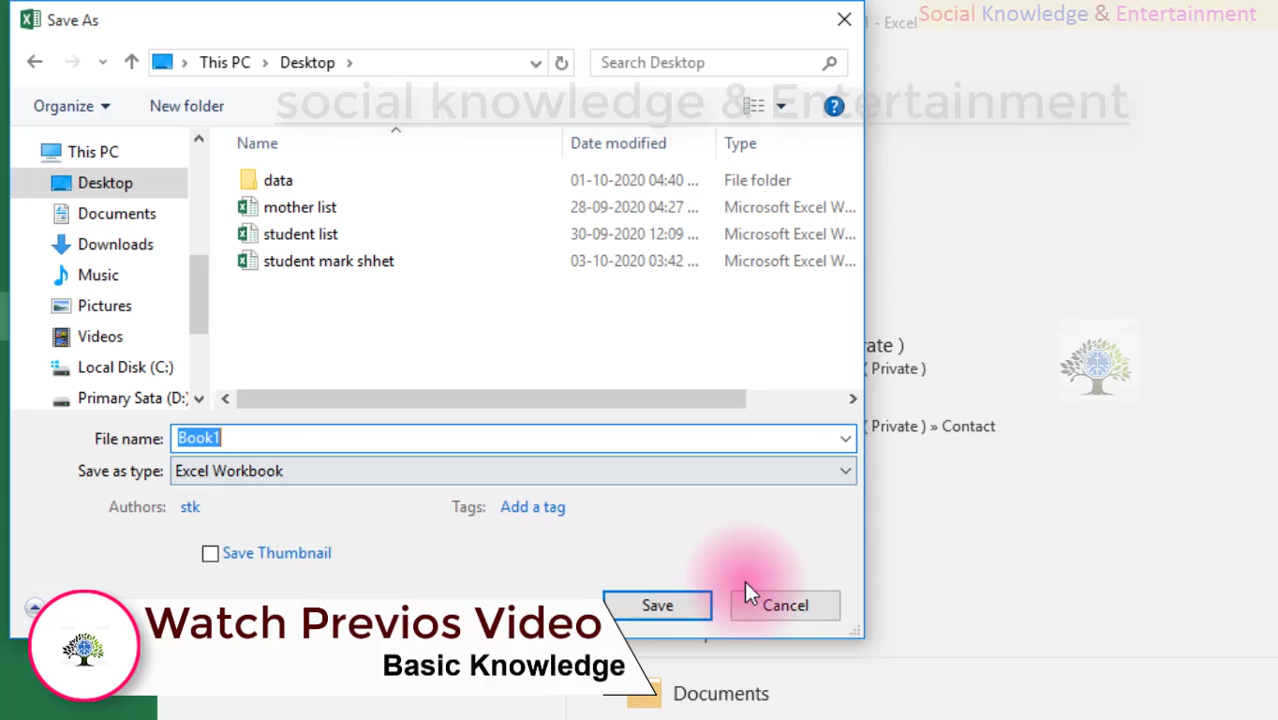 Save As
- Excel
Social Knowledge & Entertainment
This PC
Desktop
Search Desktop
Organize
New folder
social knowledge & Entertainment
Name
Date modified
Type
This PC
Desktop
Documents
Downloads
Music
Pictures
Videos
Local Disk (C:)
Primary Sata (D:)
data 01-10-2020 04:40 ... File folder
mother list 28-09-2020 04:27 ... Microsoft Excel W...
student list 30-09-2020 12:09 ... Microsoft Excel W...
student mark shhet 03-10-2020 03:42 ... Microsoft Excel W...
ate )
( Private )
( Private ) » Contact
File name: Book1
Save as type: Excel Workbook
Authors: stk
Tags: Add a tag
Save Thumbnail
Save
Cancel
Watch Previos Video
Basic Knowledge
Documents